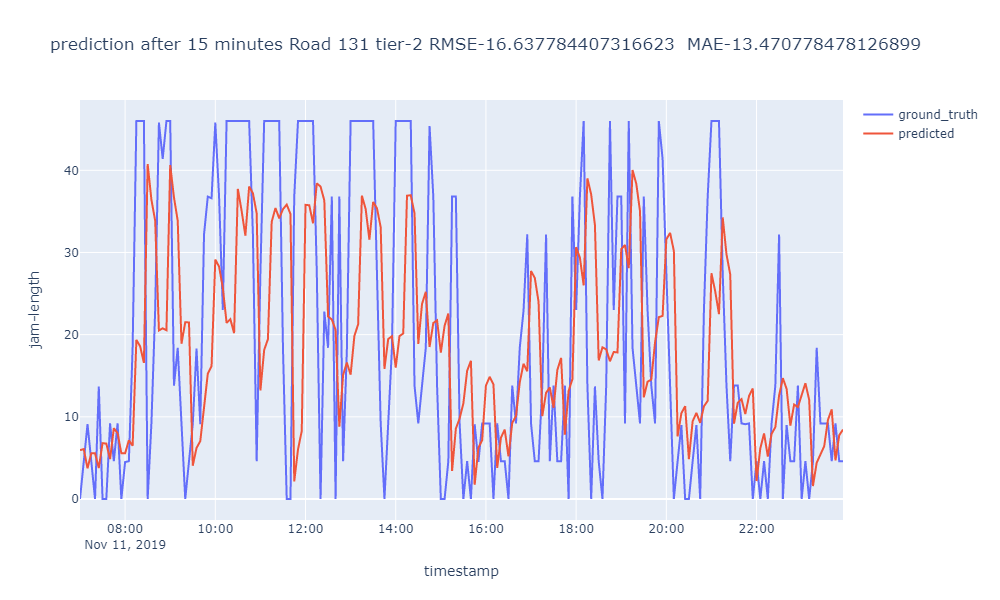 prediction after 15 minutes Road 131 tier-2 RMSE-16.637784407316623  MAE-13.470778478126899
ground_truth
predicted
40
30
20
10
0
jam-length
08:00 10:00 12:00 14:00 16:00 18:00 20:00 22:00
Nov 11, 2019
timestamp